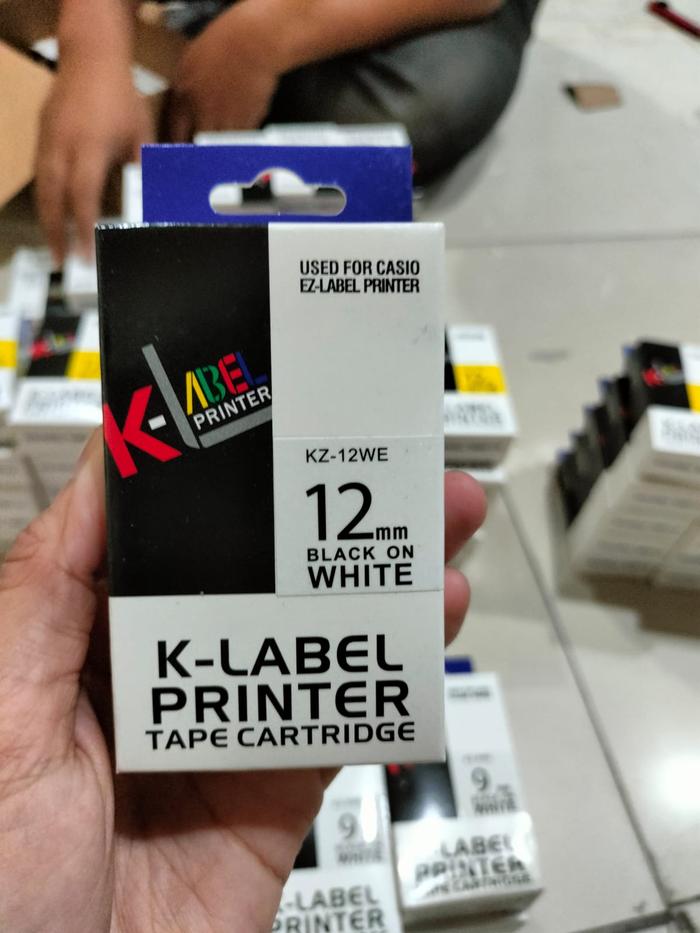 USED FOR CASIO
EZ-LABEL PRINTER
K-LABEL
PRINTER
KZ-12WE
12mm
BLACK ON
WHITE
K-LABEL
PRINTER
TAPE CARTRIDGE
9
WHITE
-LABEL
PRINTER
TAPE CARTRIDGE
9
WHITE
-LABEL
PRINTER